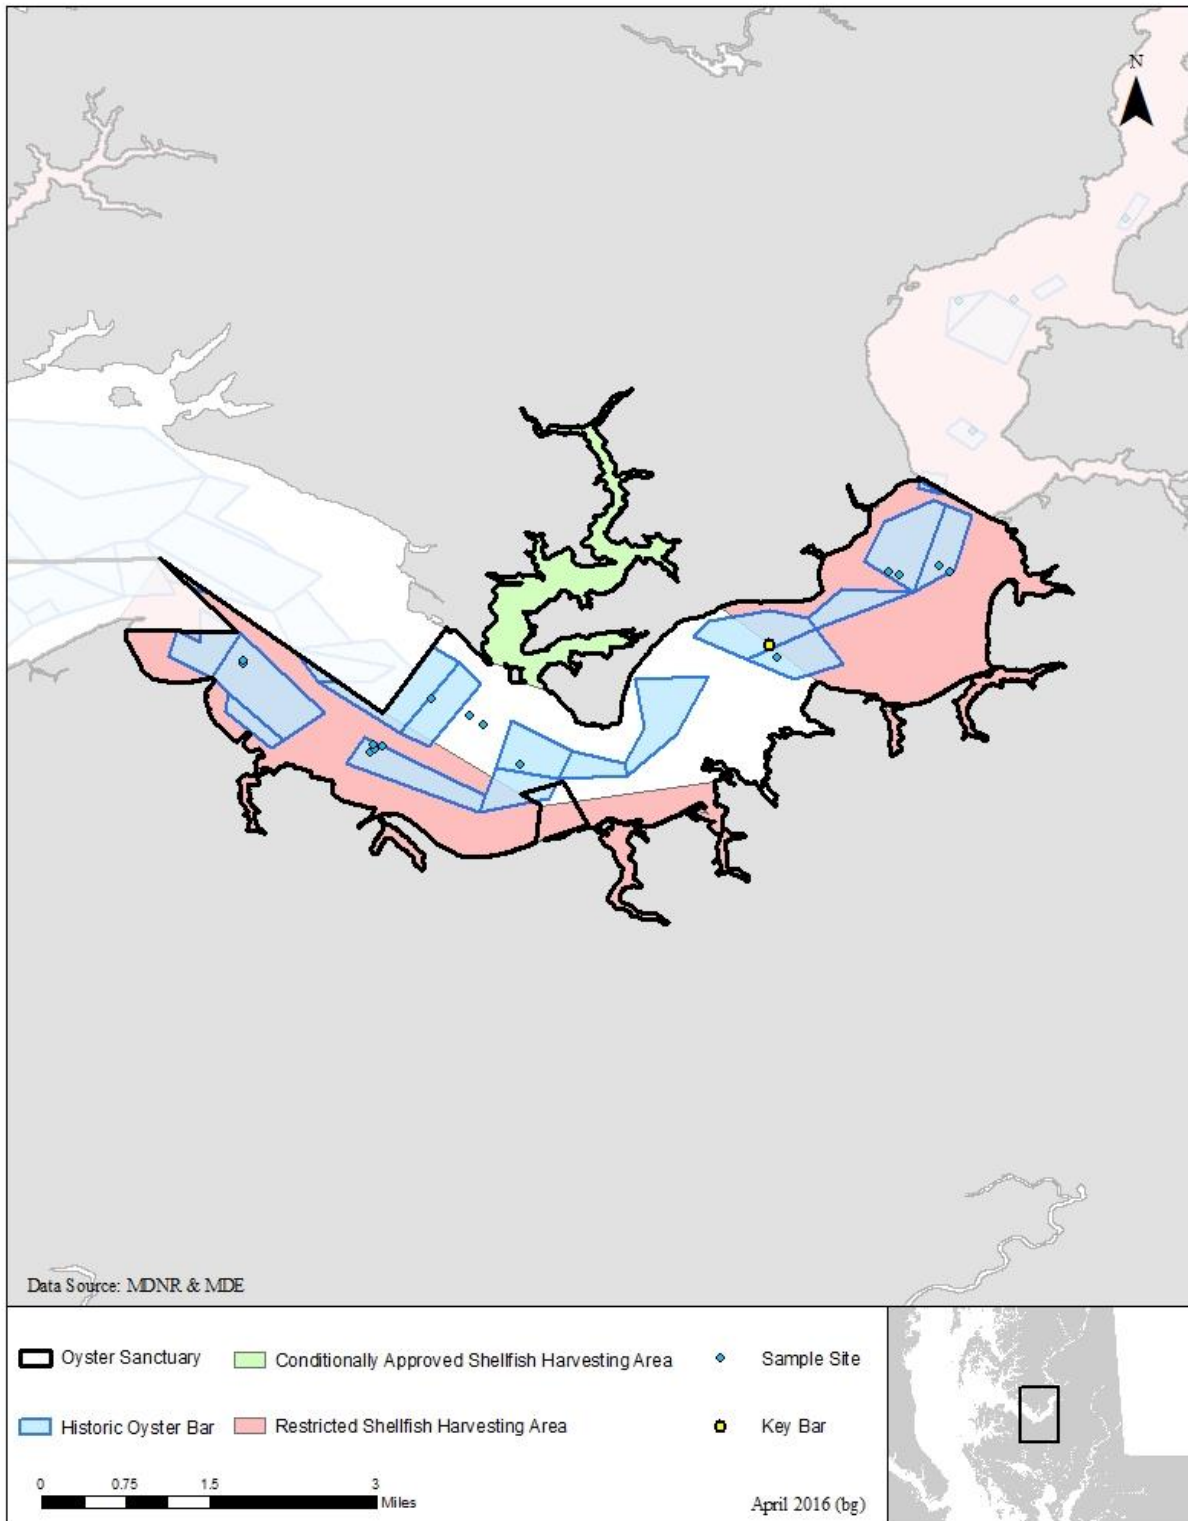 N
Data Source: MDNR & MDE
Oyster Sanctuary
Conditionally Approved Shellfish Harvesting Area
Sample Site
Historic Oyster Bar
Restricted Shellfish Harvesting Area
Key Bar
0 0.75 1.5 3
Miles
April 2016 (bg)